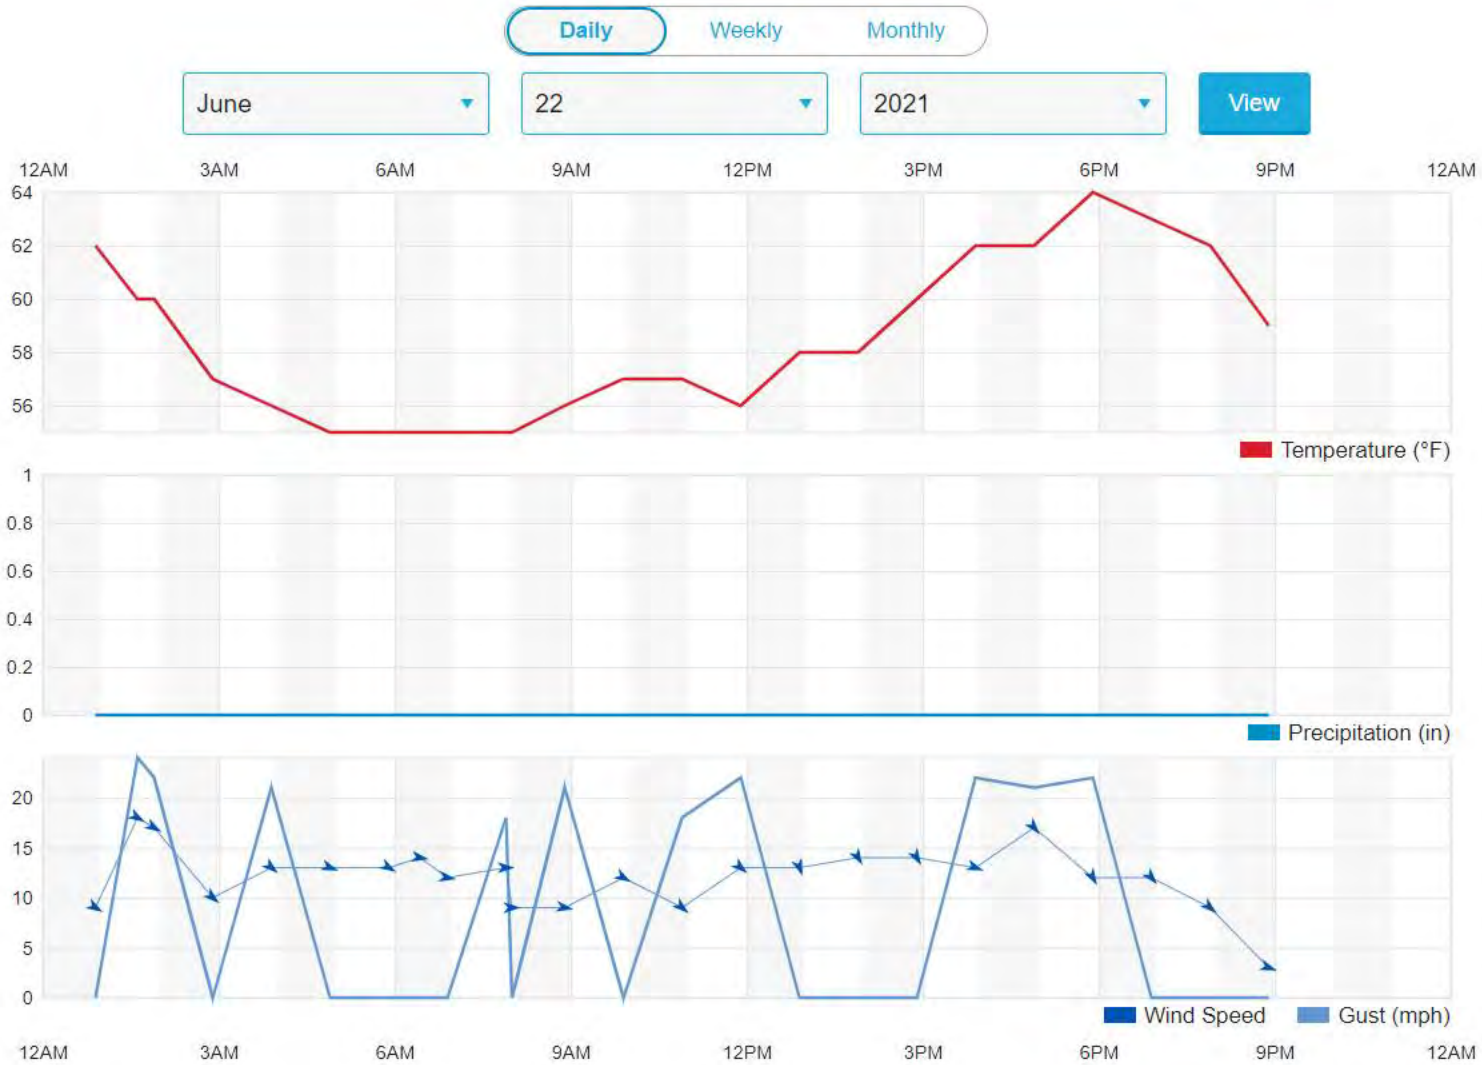 Daily Weekly Monthly
June 22 2021 View
12AM 3AM 6AM 9AM 12PM 3PM 6PM 9PM 12AM
64
62
60
58
56
Temperature (°F)
1
0.8
0.6
0.4
0.2
0
Precipitation (in)
20
15
10
5
0
Wind Speed Gust (mph)
12AM 3AM 6AM 9AM 12PM 3PM 6PM 9PM 12AM